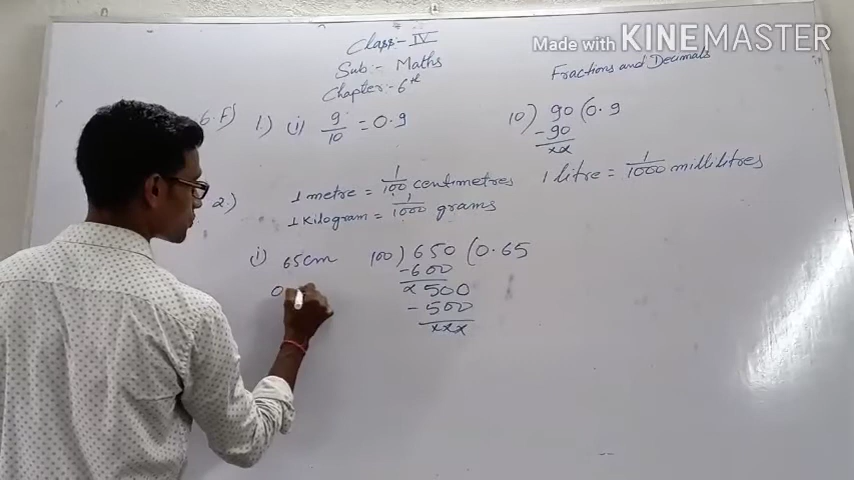 Made with KINEMASTER
Class:- IV
Sub:- Maths
Chapter:- 6th
Fractions and Decimals
6.F)
1.) (i) 9/10 = 0.9
10) 90 (0.9
-90
xx
2.) 1 metre = 1/100 centimetres
1 litre = 1/1000 millilitres
1 Kilogram = 1/1000 grams
i) 65cm 100) 650 (0.65
-600
x500
-500
xxx
0